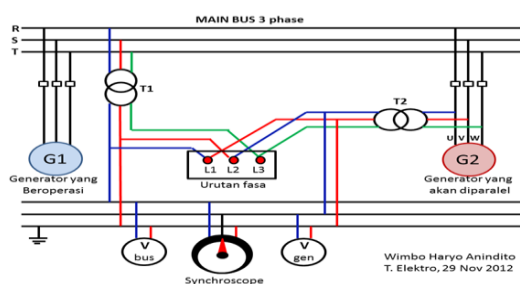 MAIN BUS 3 phase
R
S
T
T1
T2
G1
Generator yang
Beroperasi
L1 L2 L3
Urutan fasa
U V W
G2
Generator yang
akan diparalel
V
bus
Synchroscope
V
gen
Wimbo Haryo Anindito
T. Elektro, 29 Nov 2012